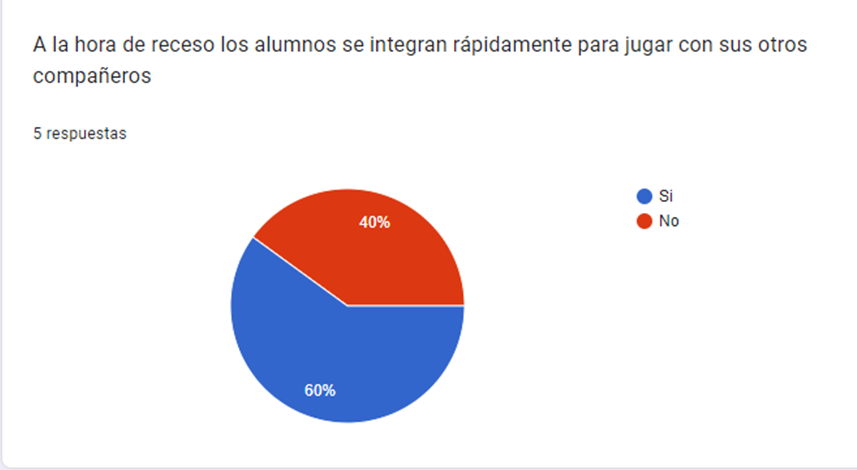 A la hora de receso los alumnos se integran rápidamente para jugar con sus otros
compañeros
5 respuestas
Si
No
40%
60%